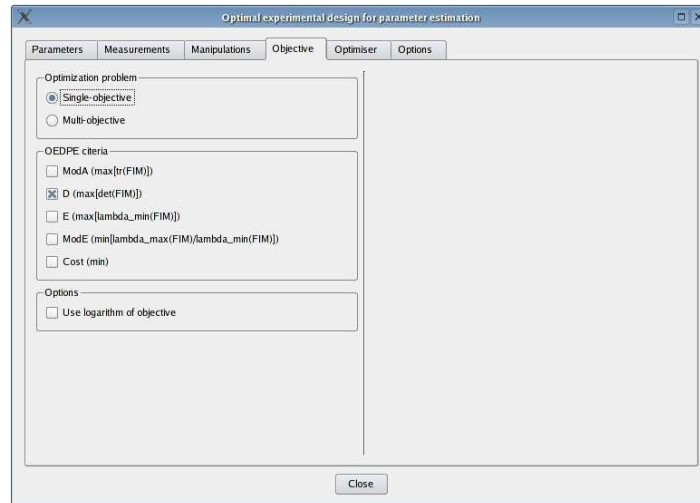 Optimal experimental design for parameter estimation
Parameters Measurements Manipulations Objective Optimiser Options
Optimization problem
Single-objective
Multi-objective
OEDPE citeria
ModA (max[tr(FIM)])
D (max[det(FIM)])
E (max[lambda_min(FIM)])
ModE (min[lambda_max(FIM)/lambda_min(FIM)])
Cost (min)
Options
Use logarithm of objective
Close